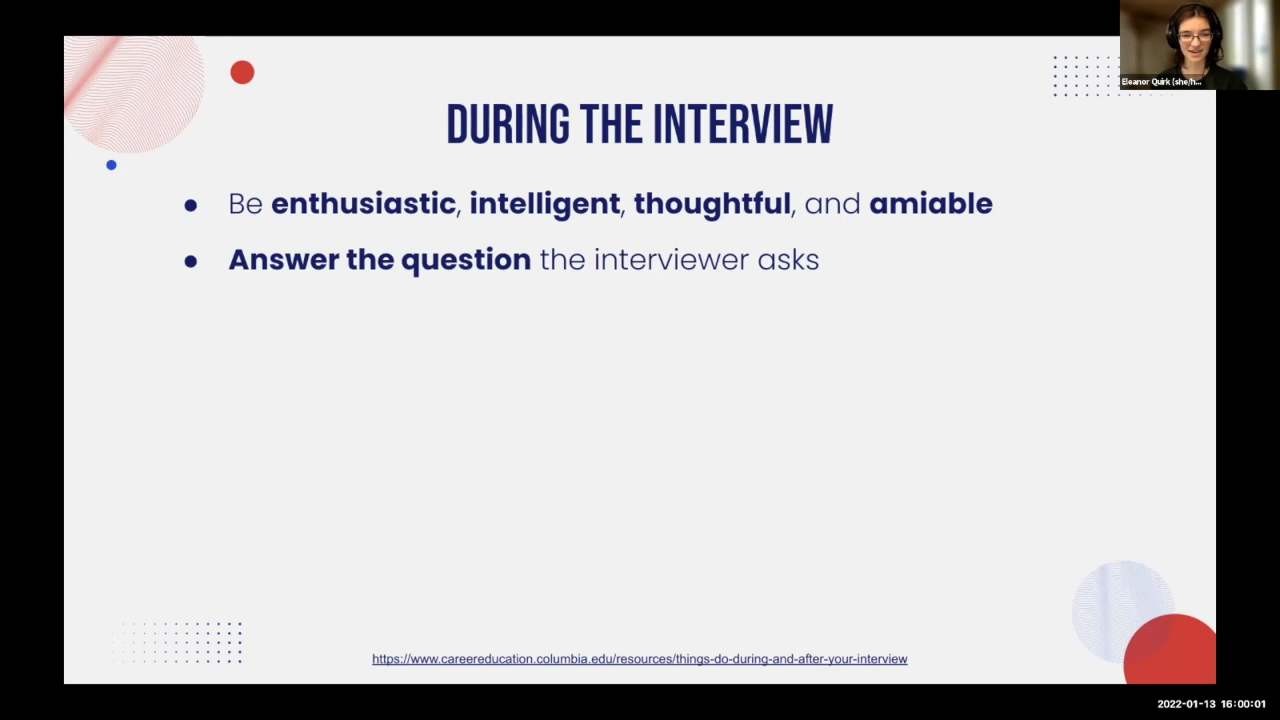 Eleanor Quirk (she/h...
DURING THE INTERVIEW
● Be enthusiastic, intelligent, thoughtful, and amiable
● Answer the question the interviewer asks
https://www.careereducation.columbia.edu/resources/things-do-during-and-after-your-interview
2022-01-13 16:00:01